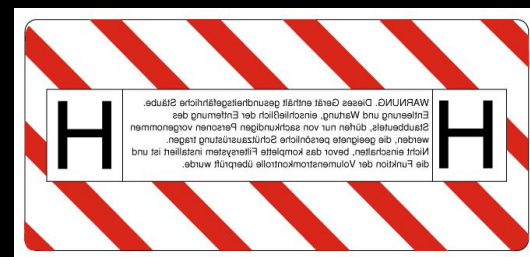 H
WARNUNG. Dieses Gerät enthält gesundheitsgefährliche Stäube.
Entleerung und Wartung, einschließlich der Entfernung des
Staubbeutels, dürfen nur von sachkundigen Personen vorgenommen
werden, die geeignete persönliche Schützausrüstung tragen.
Nicht einschalten, bevor das komplette Filtersystem installiert ist und
die Funktion der Volumenstromkontrolle überprüft wurde.
H